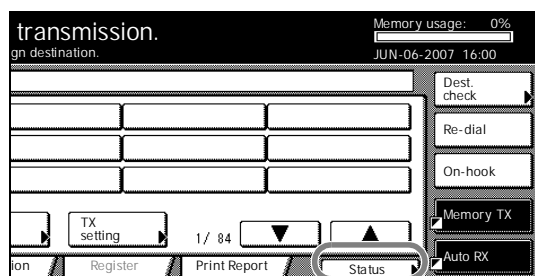 transmission.
Memory usage: 0%
gn destination.
JUN-06-2007 16:00
Dest.
check
Re-dial
On-hook
TX
setting
1/ 84
Memory TX
Auto RX
ion
Register
Print Report
Status